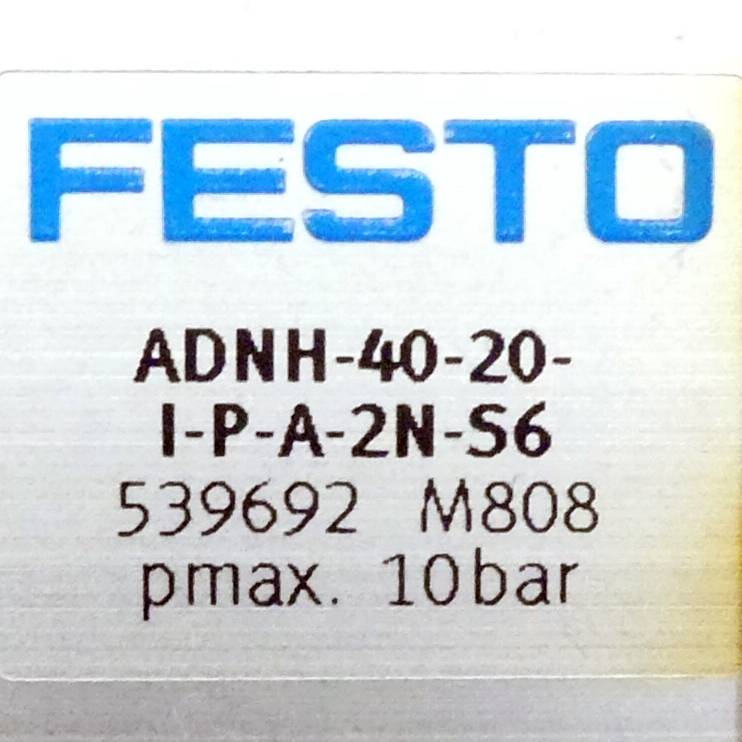 FESTO
ADNH-40-20-
I-P-A-2N-S6
539692 M808
pmax. 10bar